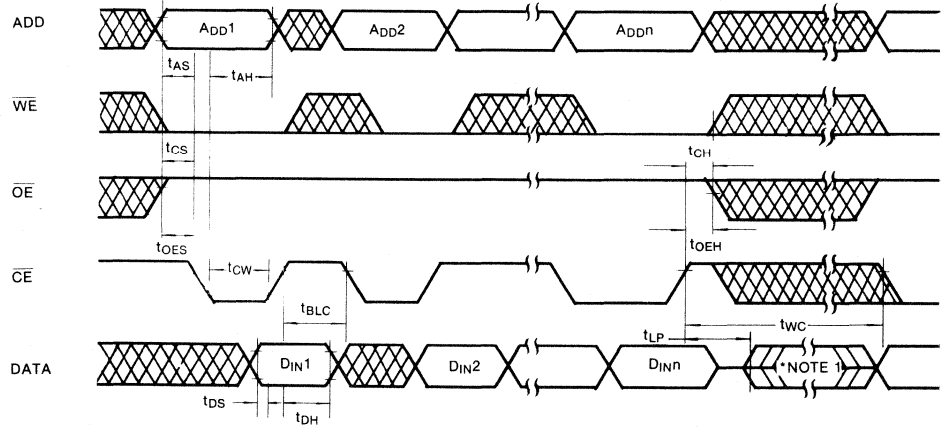 ADD
ADD1
ADD2
ADDn
tAS
tAH
WE
tCS
tCH
OE
tOES
tOEH
CE
tCW
tBLC
tWC
tLP
DATA
DIN1
DIN2
DINn
*NOTE 1
tDS
tDH